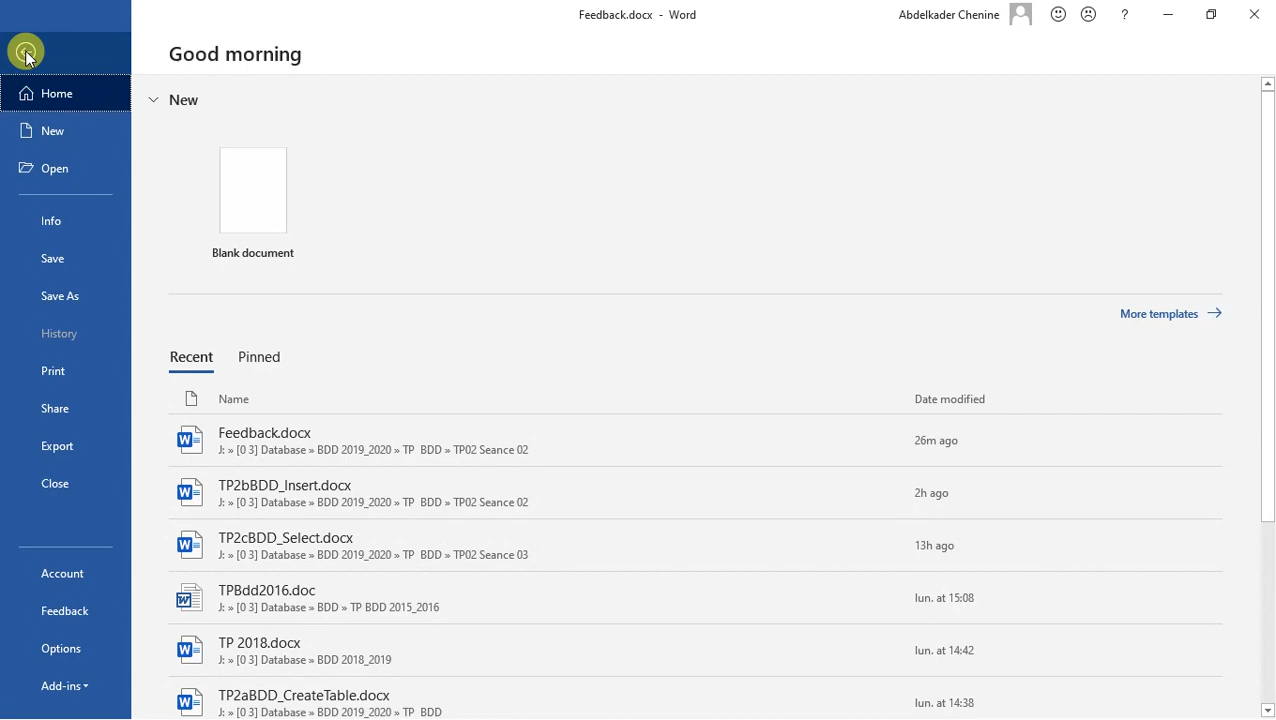 Feedback.docx - Word
Abdelkader Chenine
?
Good morning
Home
New
Open
Info
Save
Save As
History
Print
Share
Export
Close
Account
Feedback
Options
Add-ins
New
Blank document
More templates
Recent Pinned
Name Date modified
Feedback.docx
J: » [0 3] Database » BDD 2019_2020 » TP BDD » TP02 Seance 02
26m ago
TP2bBDD_Insert.docx
J: » [0 3] Database » BDD 2019_2020 » TP BDD » TP02 Seance 02
2h ago
TP2cBDD_Select.docx
J: » [0 3] Database » BDD 2019_2020 » TP BDD » TP02 Seance 03
13h ago
TPBdd2016.doc
J: » [0 3] Database » BDD » TP BDD 2015_2016
lun. at 15:08
TP 2018.docx
J: » [0 3] Database » BDD 2018_2019
lun. at 14:42
TP2aBDD_CreateTable.docx
J: » [0 3] Database » BDD 2019_2020 » TP BDD
lun. at 14:38